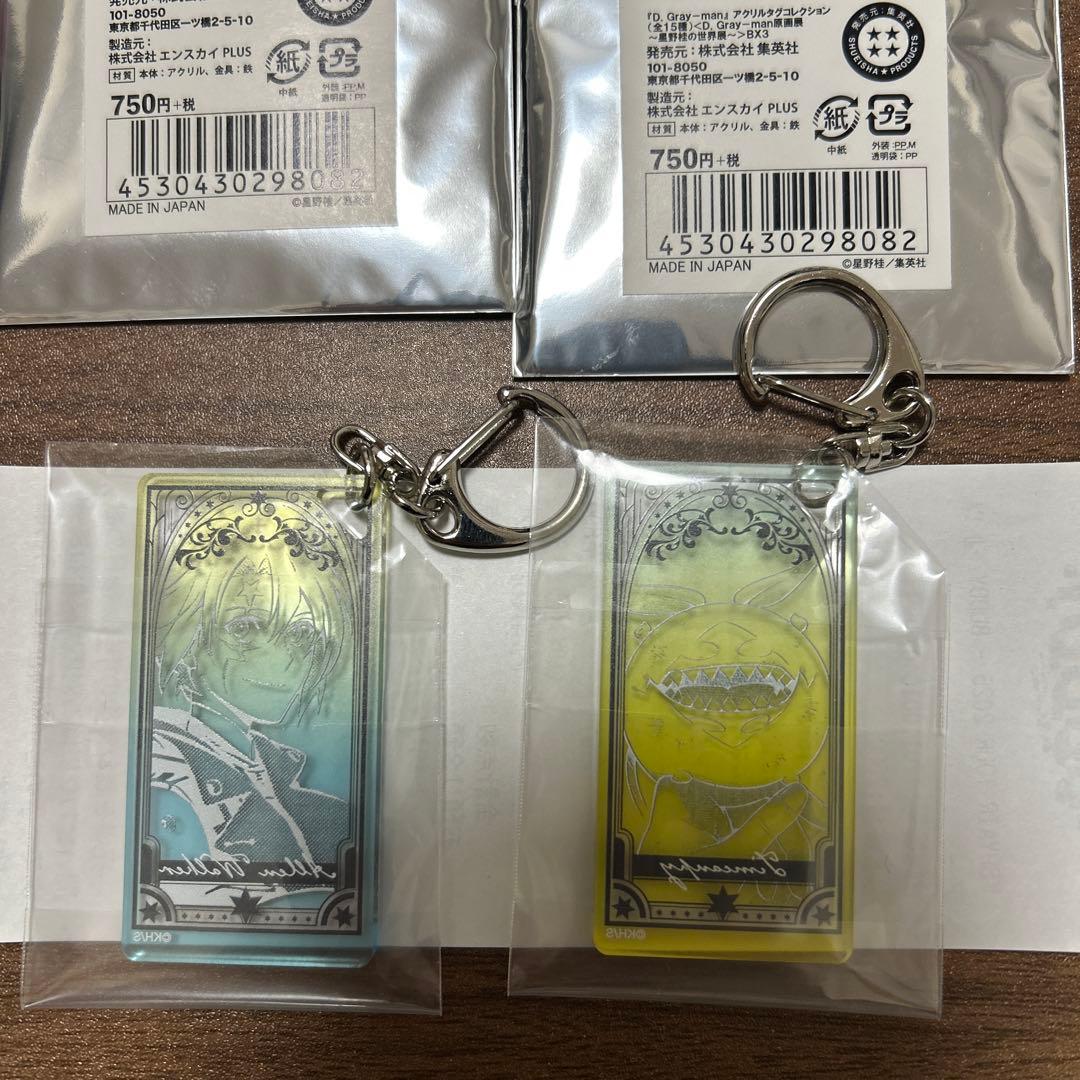 101-8050
東京都千代田区一ツ橋2-5-10
製造元：
株式会社 エンスカイ PLUS
材質 本体：アクリル、金具：鉄
紙
中紙
プラ
外装：PP,M
透明袋：PP
750円+税
4530430298082
MADE IN JAPAN
©星野桂／集英社
『D.Gray-man』アクリルタグコレクション
(全15種)<D.Gray-man原画展
～星野桂の世界展～>BX3
発売元：株式会社 集英社
101-8050
東京都千代田区一ツ橋2-5-10
製造元：
株式会社 エンスカイ PLUS
材質 本体：アクリル、金具：鉄
発売元：集英社
SHUEISHA★PRODUCTS
紙
中紙
プラ
外装：PP,M
透明袋：PP
750円+税
4530430298082
MADE IN JAPAN
©星野桂／集英社
Allen Walker
©KH/S
Timcanpy
©KH/S